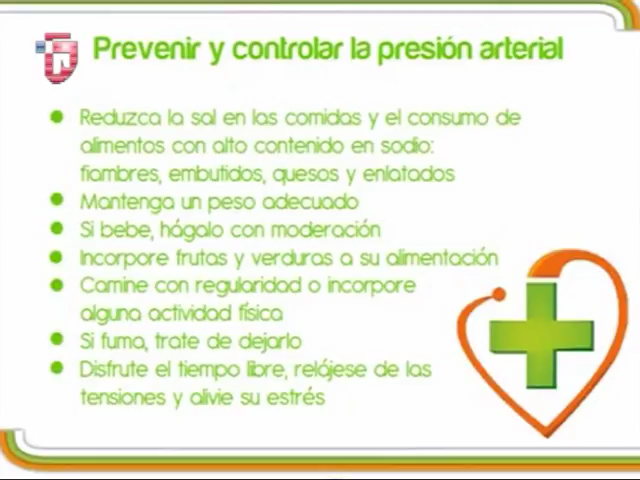 Prevenir y controlar la presión arterial
Reduzca la sal en las comidas y el consumo de
alimentos con alto contenido en sodio:
fiambres, embutidos, quesos y enlatados
Mantenga un peso adecuado
Si bebe, hágalo con moderación
Incorpore frutas y verduras a su alimentación
Camine con regularidad o incorpore
alguna actividad física
Si fuma, trate de dejarlo
Disfrute el tiempo libre, relájese de las
tensiones y alivie su estrés